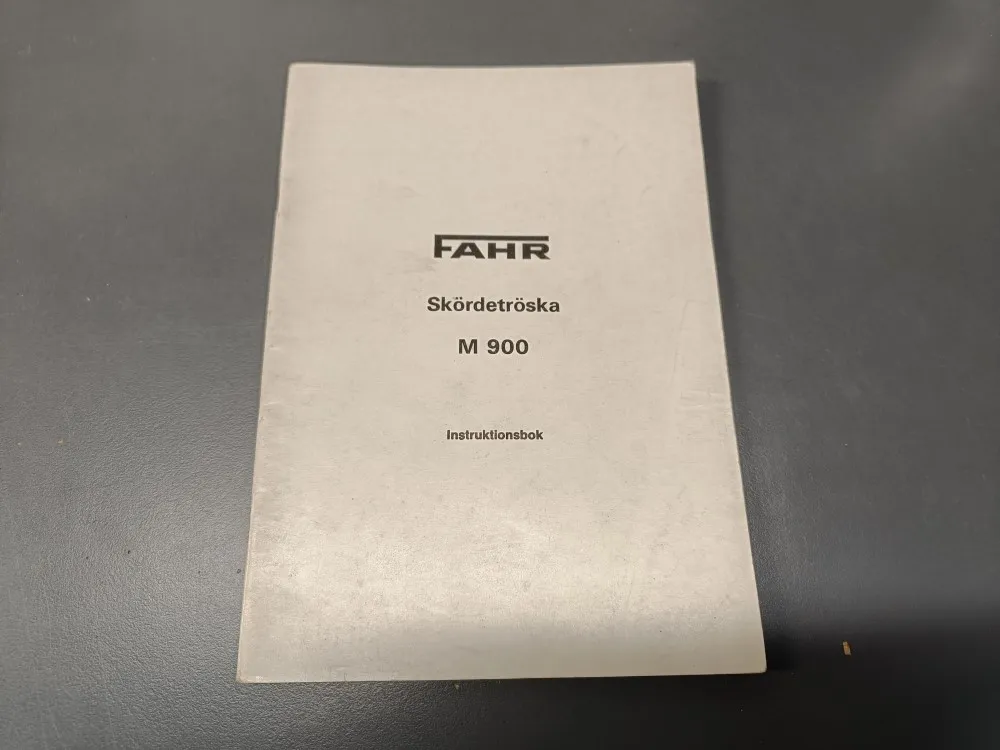 FAHR
Skördetröska
M 900
Instruktionsbok